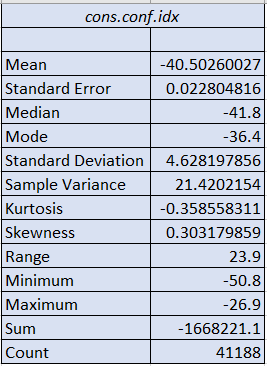 cons.conf.idx
Mean -40.50260027
Standard Error 0.022804816
Median -41.8
Mode -36.4
Standard Deviation 4.628197856
Sample Variance 21.4202154
Kurtosis -0.358558311
Skewness 0.303179859
Range 23.9
Minimum -50.8
Maximum -26.9
Sum -1668221.1
Count 41188